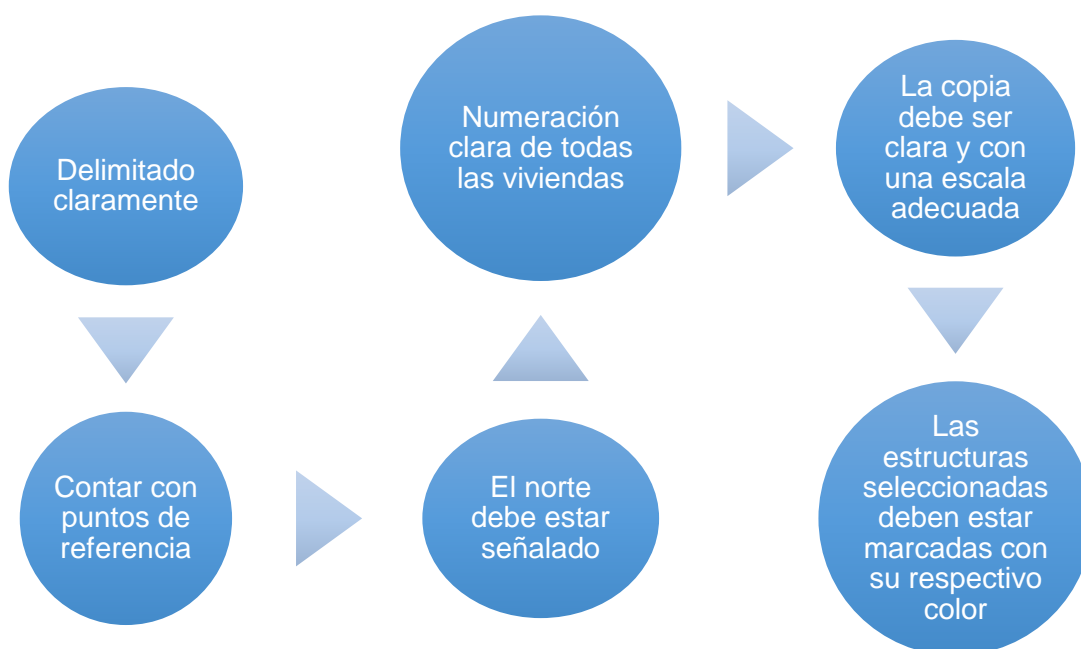 Delimitado
claramente
Contar con
puntos de
referencia
El norte
debe estar
señalado
Numeración
clara de todas
las viviendas
La copia
debe ser
clara y con
una escala
adecuada
Las
estructuras
seleccionadas
deben estar
marcadas con
su respectivo
color